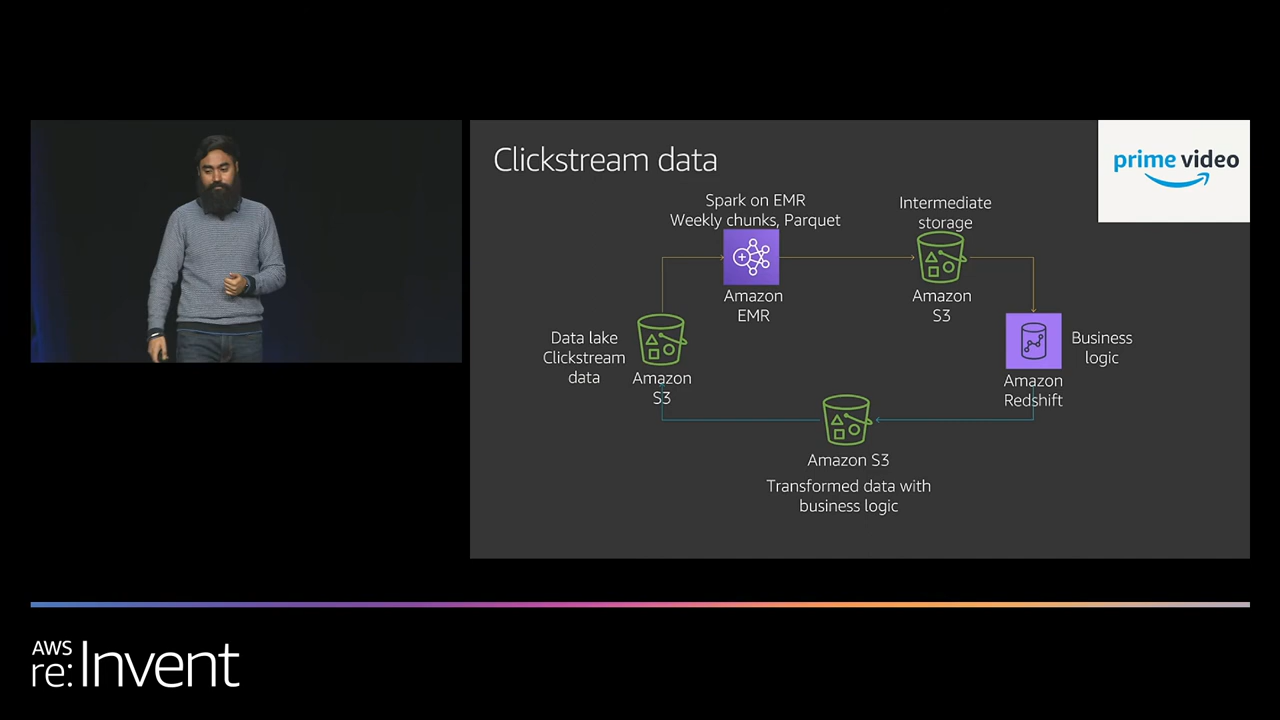 Clickstream data
prime video
Spark on EMR
Weekly chunks, Parquet
Intermediate
storage
Amazon
EMR
Amazon
S3
Data lake
Clickstream
data
Amazon
S3
Business
logic
Amazon
Redshift
Amazon S3
Transformed data with
business logic
AWS
re:Invent